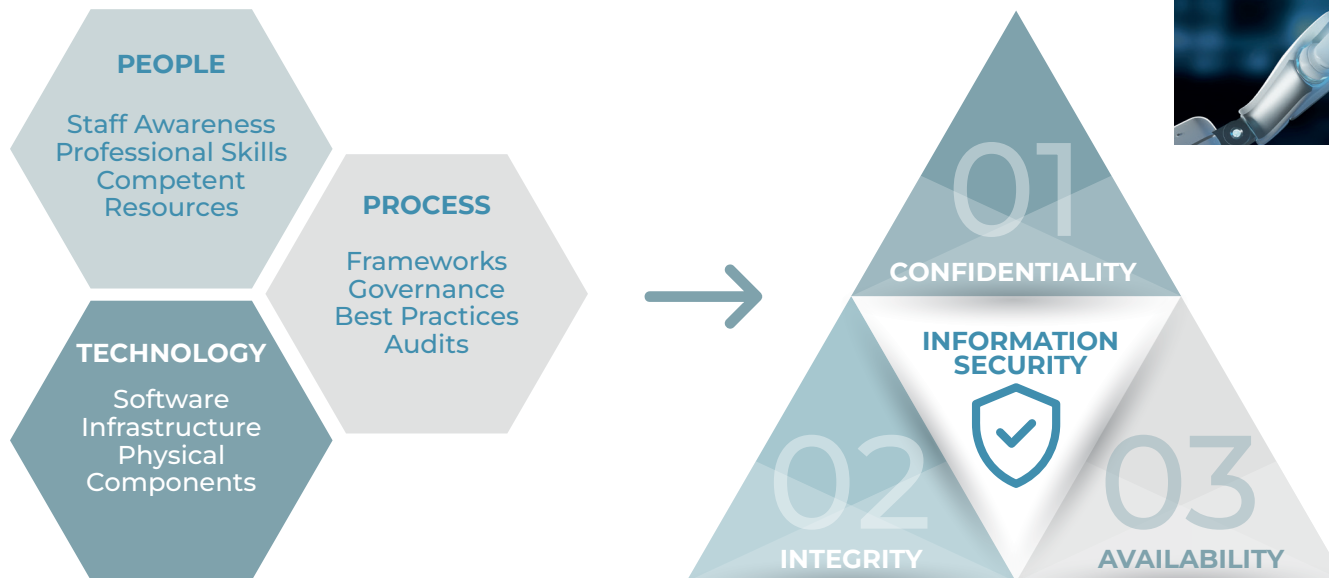 PEOPLE
Staff Awareness
Professional Skills
Competent
Resources
PROCESS
Frameworks
Governance
Best Practices
Audits
TECHNOLOGY
Software
Infrastructure
Physical
Components
01
CONFIDENTIALITY
INFORMATION
SECURITY
02
INTEGRITY
03
AVAILABILITY